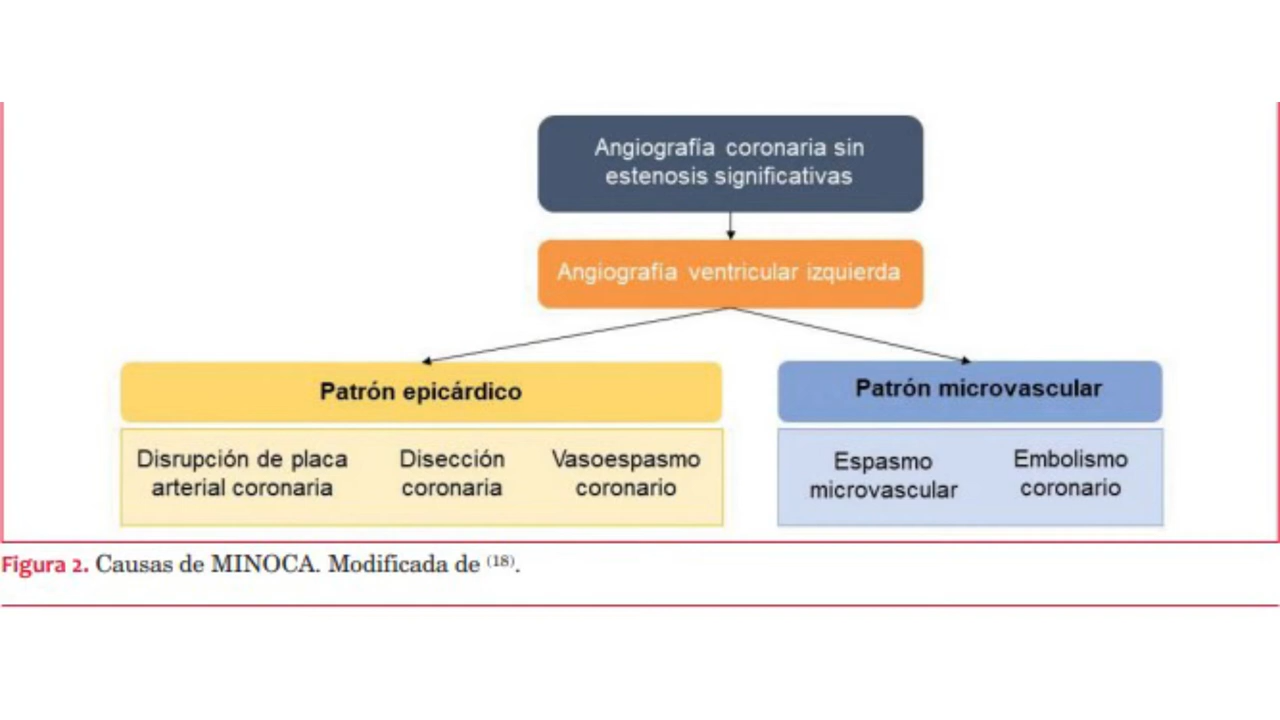 Angiografía coronaria sin
estenosis significativas
Angiografía ventricular izquierda
Patrón epicárdico
Disrupción de placa
arterial coronaria
Disección
coronaria
Vasoespasmo
coronario
Patrón microvascular
Espasmo
microvascular
Embolismo
coronario
Figura 2. Causas de MINOCA. Modificada de (18).